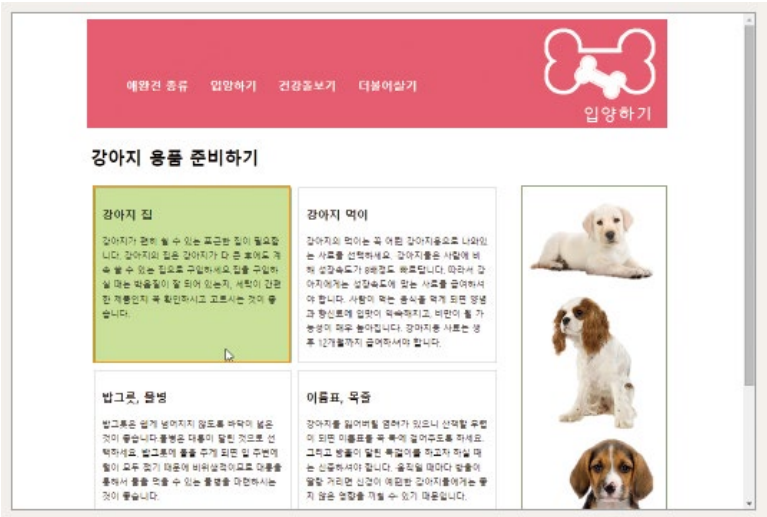 애완견 종류 입양하기 건강돌보기 더불어살기
입양하기
강아지 용품 준비하기
강아지 집
강아지가 편히 쉴 수 있는 포근한 집이 필요합
니다. 강아지의 집은 강아지가 다 큰 후에도 계
속 쓸 수 있는 집으로 구입하세요.집을 구입하
실 때는 박음질이 잘 되어 있는지, 세탁이 간편
한 제품인지 꼭 확인하시고 고르시는 것이 좋
습니다.
강아지 먹이
강아지의 먹이는 꼭 어린 강아지용으로 나와있
는 사료를 선택하세요. 강아지들은 사람에 비
해 성장속도가 8배정도 빠르답니다. 따라서 강
아지에게는 성장속도에 맞는 사료를 급여하셔
야 합니다. 사람이 먹는 음식을 먹게 되면 양념
과 향신료에 입맛이 익숙해지고, 비만이 될 가
능성이 매우 높아집니다. 강아지용 사료는 생
후 12개월까지 급여하셔야 합니다.
밥그릇, 물병
밥그릇은 쉽게 넘어지지 않도록 바닥이 넓은
것이 좋습니다.물병은 대롱이 달린 것으로 선
택하세요. 밥그릇에 물을 주게 되면 입 주변에
털이 모두 젖기 때문에 비위생적이므로 대롱을
통해서 물을 먹을 수 있는 물병을 마련하시는
것이 좋습니다.
이름표, 목줄
강아지를 잃어버릴 염려가 있으니 산책할 무렵
이 되면 이름표를 꼭 목에 걸어주도록 하세요.
그리고 방울이 달린 목걸이를 하고자 하실 때
는 신중하셔야 합니다. 움직일 때마다 방울이
딸랑 거리면 신경이 예민한 강아지들에게는 좋
지 않은 영향을 끼칠 수 있기 때문입니다.